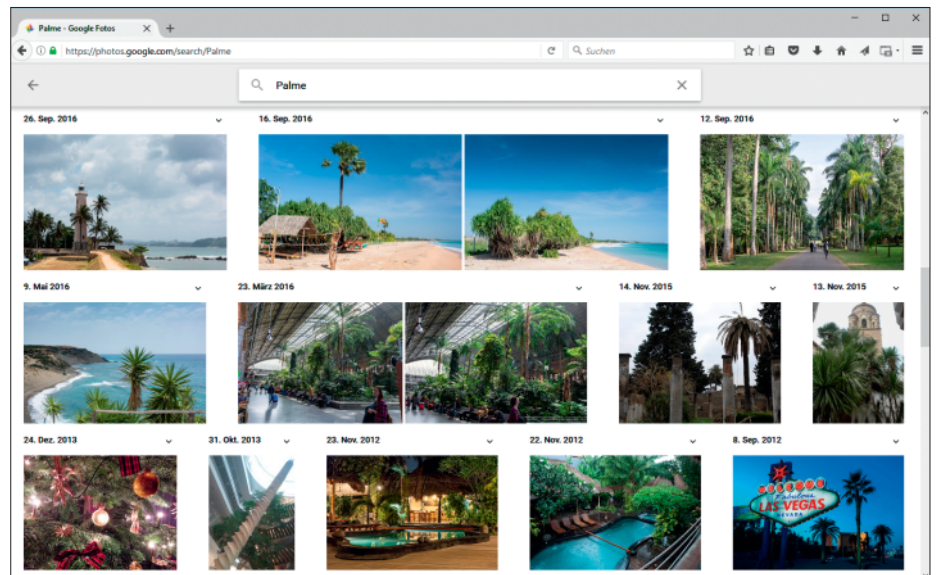 Palme - Google Fotos
https://photos.google.com/search/Palme
Suchen
Palme
26. Sep. 2016
16. Sep. 2016
12. Sep. 2016
9. Mai 2016
23. März 2016
14. Nov. 2015
13. Nov. 2015
24. Dez. 2013
31. Okt. 2013
23. Nov. 2012
22. Nov. 2012
8. Sep. 2012
WELCOME
Fabulous
LAS VEGAS
NEVADA